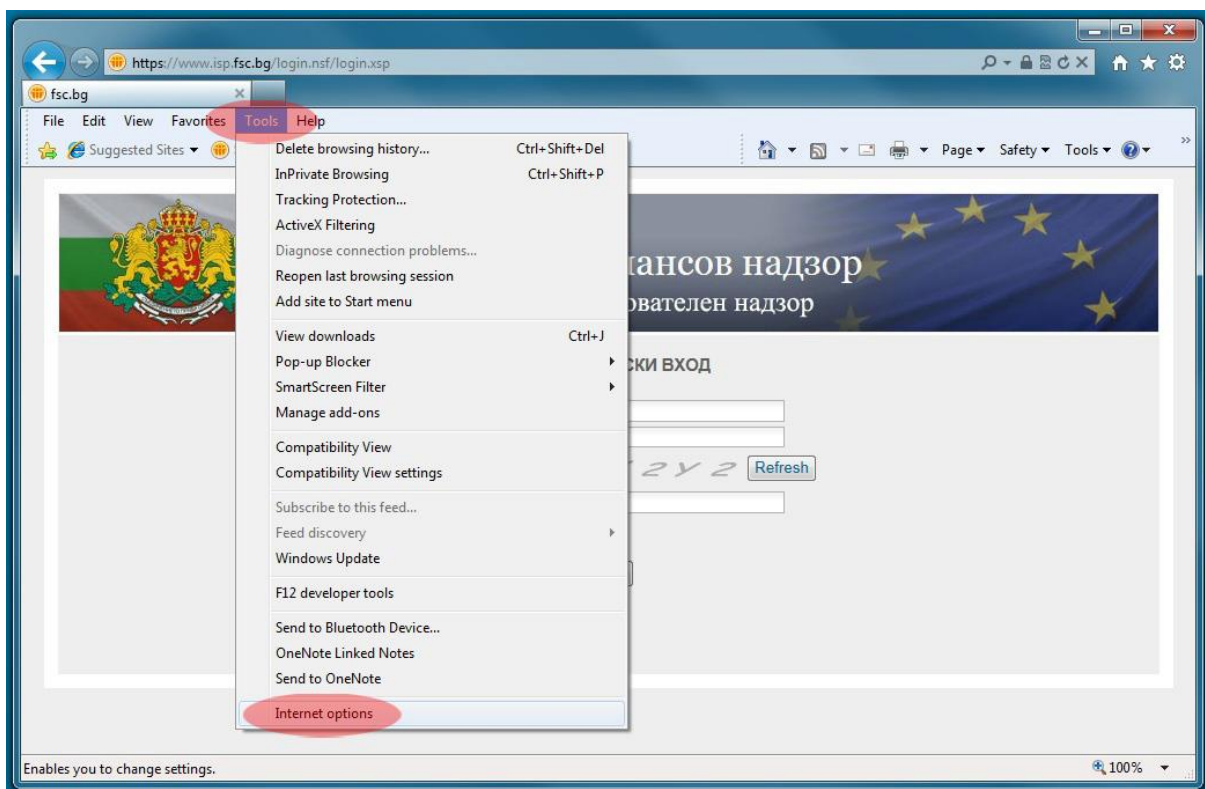 https://www.isp.fsc.bg/login.nsf/login.xsp
fsc.bg
File Edit View Favorites Tools Help
Suggested Sites
Page Safety Tools
Delete browsing history... Ctrl+Shift+Del
InPrivate Browsing Ctrl+Shift+P
Tracking Protection...
ActiveX Filtering
Diagnose connection problems...
Reopen last browsing session
Add site to Start menu
View downloads Ctrl+J
Pop-up Blocker
SmartScreen Filter
Manage add-ons
Compatibility View
Compatibility View settings
Subscribe to this feed...
Feed discovery
Windows Update
F12 developer tools
Send to Bluetooth Device...
OneNote Linked Notes
Send to OneNote
Internet options
надзор
надзор
ВХОД
2 Y 2 Refresh
Enables you to change settings.
100%